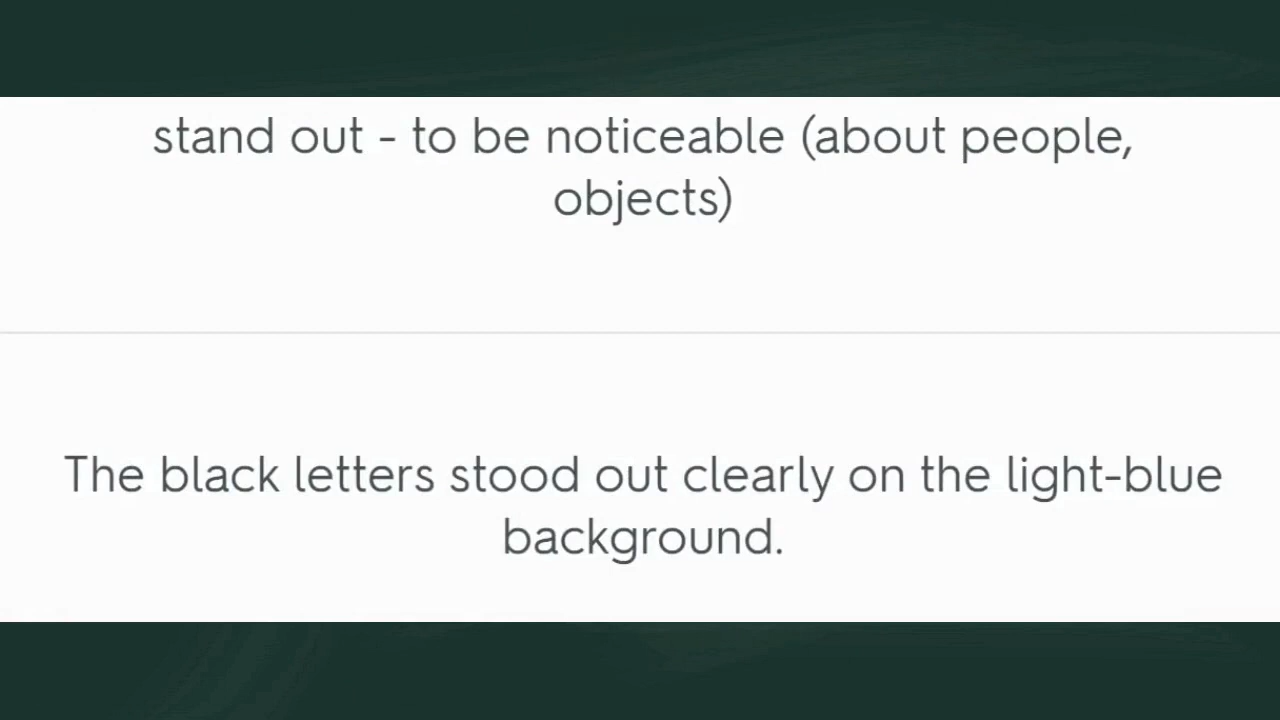 stand out - to be noticeable (about people,
objects)
The black letters stood out clearly on the light-blue
background.